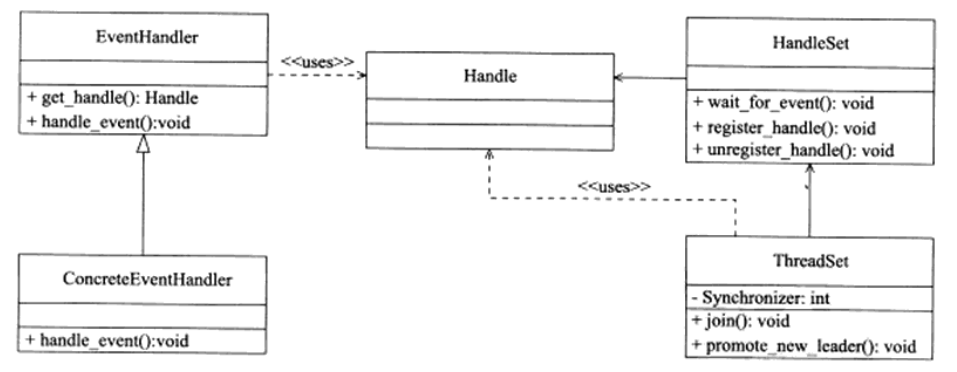 EventHandler
+ get_handle(): Handle
+ handle_event():void
<<uses>>
Handle
HandleSet
+ wait_for_event(): void
+ register_handle(): void
+ unregister_handle(): void
<<uses>>
ConcreteEventHandler
+ handle_event():void
ThreadSet
- Synchronizer: int
+ join(): void
+ promote_new_leader(): void